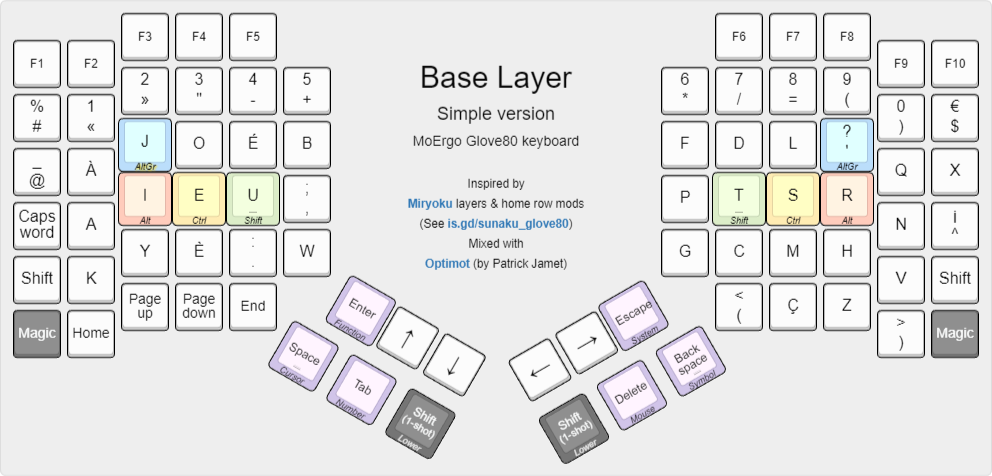 F3 F4 F5 F6 F7 F8
F1 F2 F9 F10
Base Layer
Simple version
MoErgo Glove80 keyboard
Inspired by
Miryoku layers & home row mods
(See is.gd/sunaku_glove80)
Mixed with
Optimot (by Patrick Jamet)
2 3 4 5 6 7 8 9
» " - + * / = (
% 1 0 €
# « ) $
J O É B F D L ?
'
AltGr AltGr
_ À Q X
@
I E U ; P T S R
_ , _
Alt Ctrl Shift Shift Ctrl Alt
Caps A N i
word ^
Y È : W G C M H
.
Shift K V Shift
Page Page End < Ç Z
up down (
Magic Home > Magic
)
Enter ↑ Escape
Function → System
Space ↓ ← Back
_ space
Cursor _
Symbol
Tab Delete
Number Mouse
Shift Shift
(1-shot) (1-shot)
Lower Lower